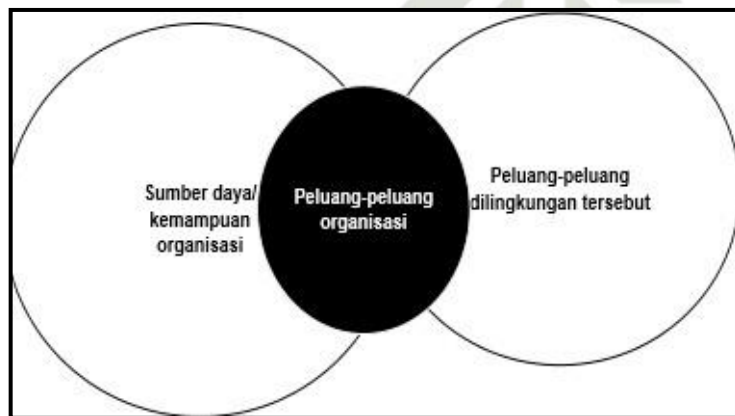 Sumber daya/
kemampuan
organisasi
Peluang-peluang
organisasi
Peluang-peluang
dilingkungan tersebut